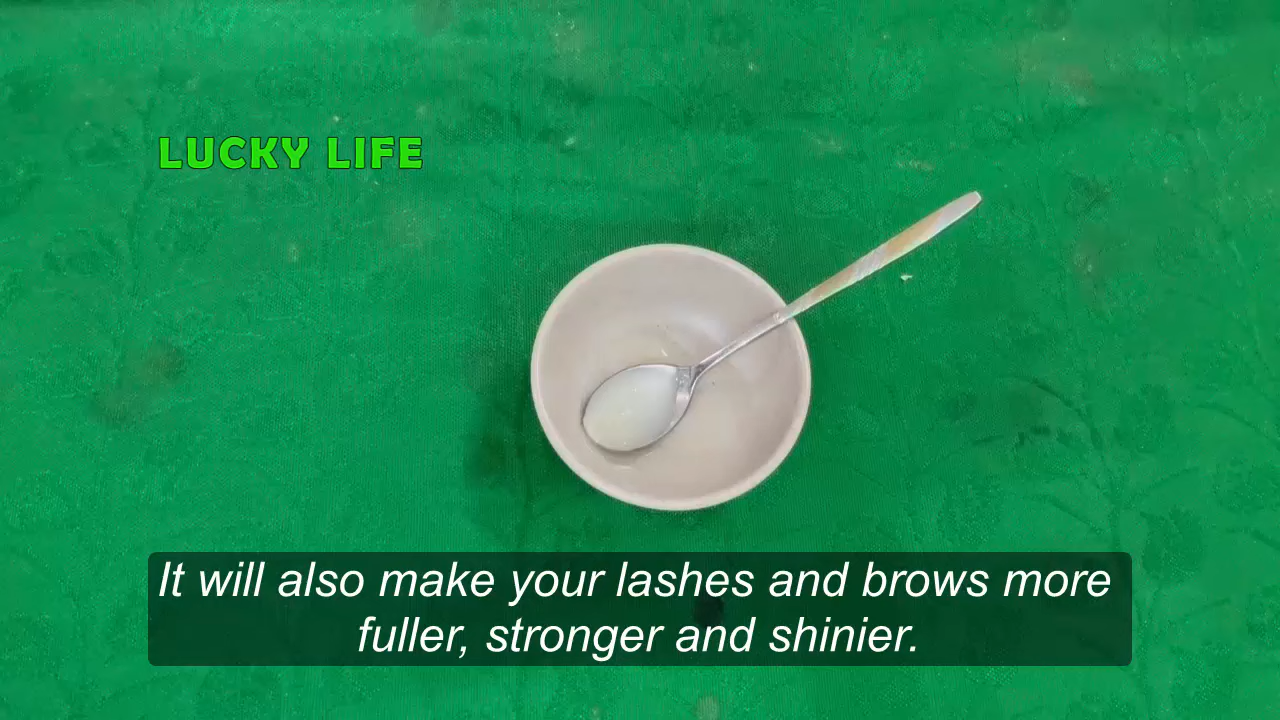 LUCKY LIFE
It will also make your lashes and brows more
fuller, stronger and shinier.